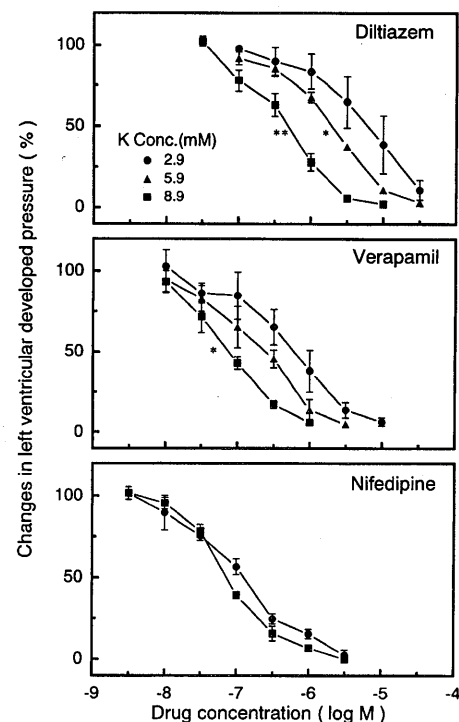 Changes in left ventricular developed pressure ( % )
Diltiazem
100
50
0
K Conc.(mM)
2.9
5.9
8.9
**
*
Verapamil
100
50
0
*
Nifedipine
100
50
0
-9 -8 -7 -6 -5 -4
Drug concentration ( log M )